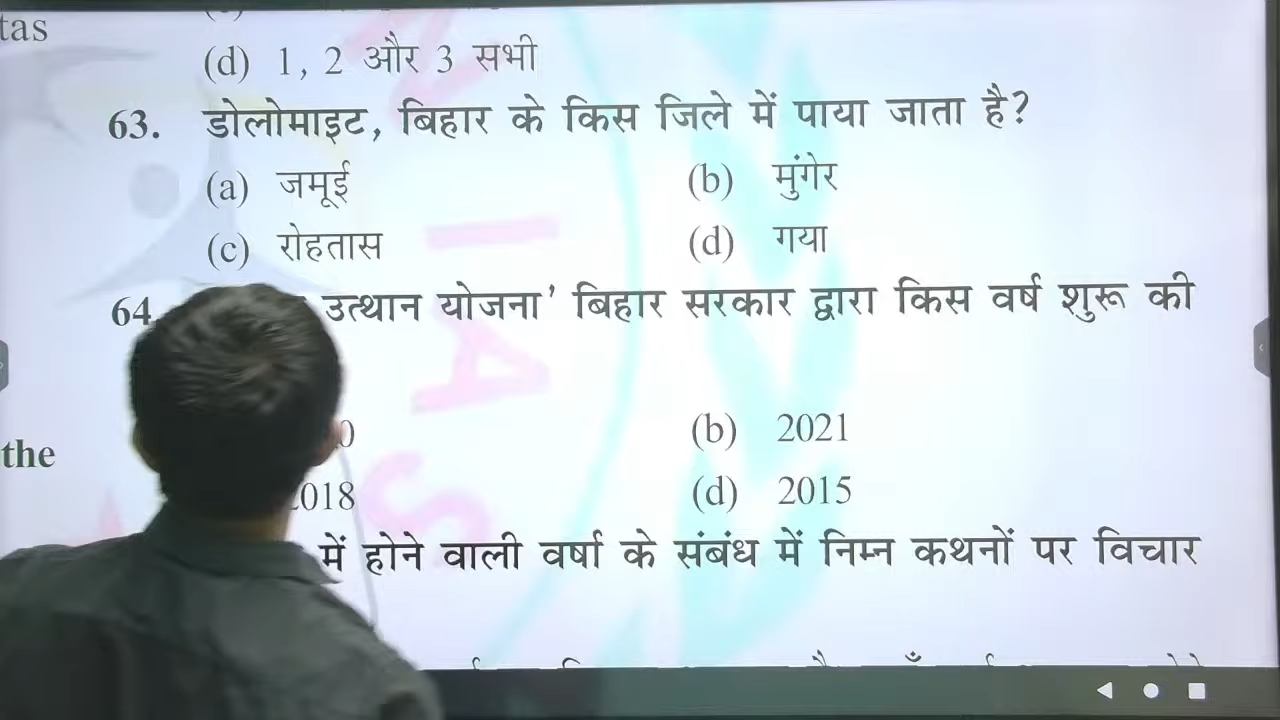 tas
(d) 1, 2 और 3 सभी
63. डोलोमाइट, बिहार के किस जिले में पाया जाता है?
(a) जमूई (b) मुंगेर
(c) रोहतास (d) गया
64 उत्थान योजना’ बिहार सरकार द्वारा किस वर्ष शुरू की
(b) 2021
the
2018 (d) 2015
में होने वाली वर्षा के संबंध में निम्न कथनों पर विचार
I A S